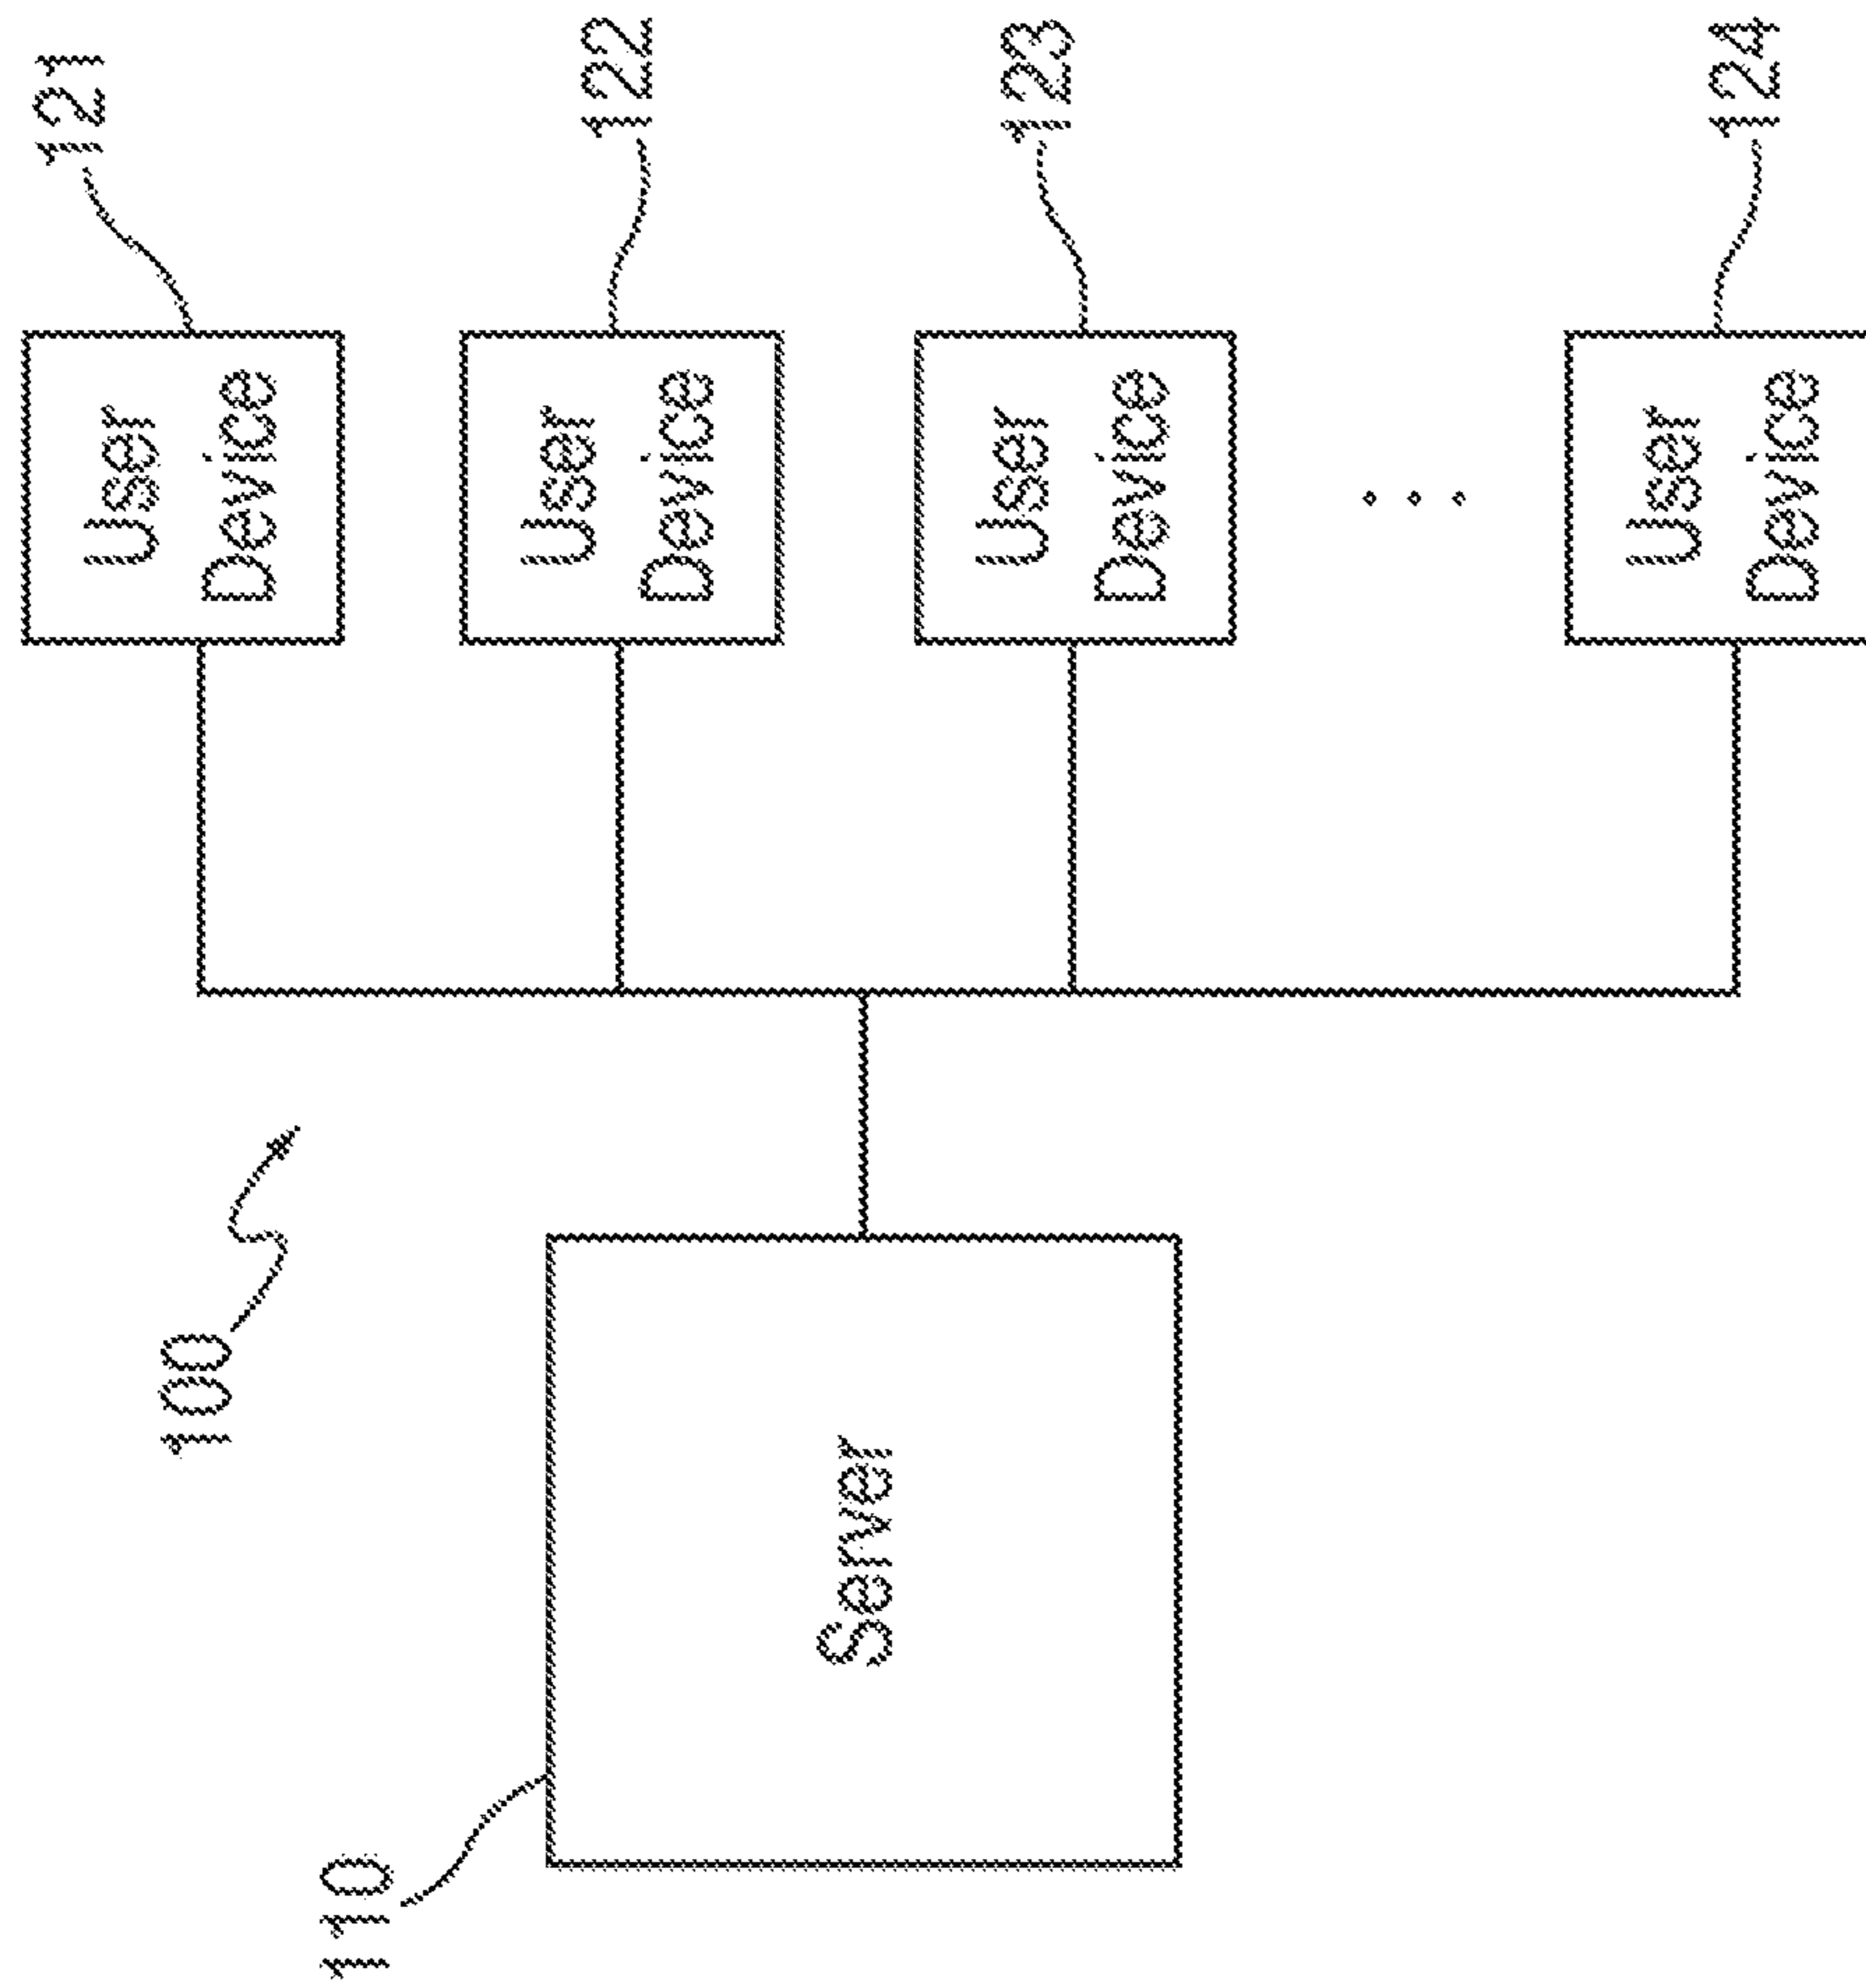 100
110
Server
User
Device
121
User
Device
122
User
Device
123
. . .
User
Device
124